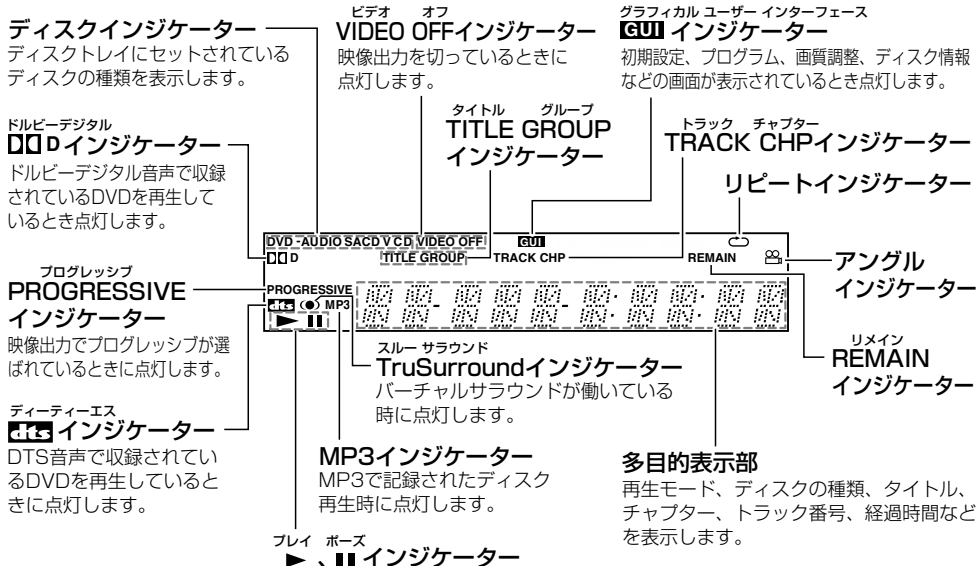 ディスクインジケーター
ディスクトレイにセットされている
ディスクの種類を表示します。
ビデオ オフ
VIDEO OFFインジケーター
映像出力を切っているときに
点灯します。
グラフィカル ユーザー インターフェース
GUI インジケーター
初期設定、プログラム、画質調整、ディスク情報
などの画面が表示されているとき点灯します。
タイトル グループ
TITLE GROUP
インジケーター
トラック チャプター
TRACK CHPインジケーター
リピートインジケーター
ドルビーデジタル
DD Dインジケーター
ドルビーデジタル音声で収録
されているDVDを再生して
いるとき点灯します。
DVD-AUDIO SACD V CD VIDEO OFF GUI
DD D TITLE GROUP TRACK CHP REMAIN
PROGRESSIVE
dts MP3
アングル
インジケーター
プログレッシブ
PROGRESSIVE
インジケーター
映像出力でプログレッシブが選
ばれているときに点灯します。
リメイン
REMAIN
インジケーター
スルー サラウンド
TruSurroundインジケーター
バーチャルサラウンドが働いている
時に点灯します。
ディーティーエス
dts インジケーター
DTS音声で収録されてい
るDVDを再生していると
きに点灯します。
MP3インジケーター
MP3で記録されたディスク
再生時に点灯します。
多目的表示部
再生モード、ディスクの種類、タイトル、
チャプター、トラック番号、経過時間など
を表示します。
プレイ ポーズ
►、▮▮インジケーター